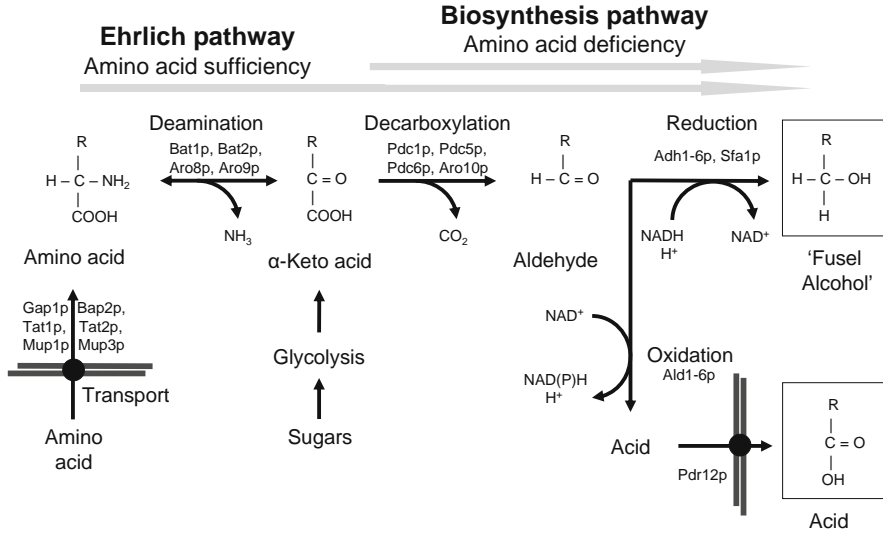 Ehrlich pathway
Amino acid sufficiency
Biosynthesis pathway
Amino acid deficiency
Deamination
Bat1p, Bat2p,
Aro8p, Aro9p
Decarboxylation
Pdc1p, Pdc5p,
Pdc6p, Aro10p
Reduction
Adh1-6p, Sfa1p
R
H – C – NH₂
COOH
Amino acid
NH₃
R
C = O
COOH
α-Keto acid
CO₂
R
H – C = O
Aldehyde
NADH
H⁺
NAD⁺
R
H – C – OH
H
‘Fusel
Alcohol’
Gap1p Bap2p,
Tat1p, Tat2p,
Mup1p Mup3p
Transport
Amino
acid
Glycolysis
Sugars
NAD⁺
NAD(P)H
H⁺
Oxidation
Ald1-6p
Acid
Pdr12p
R
C = O
OH
Acid